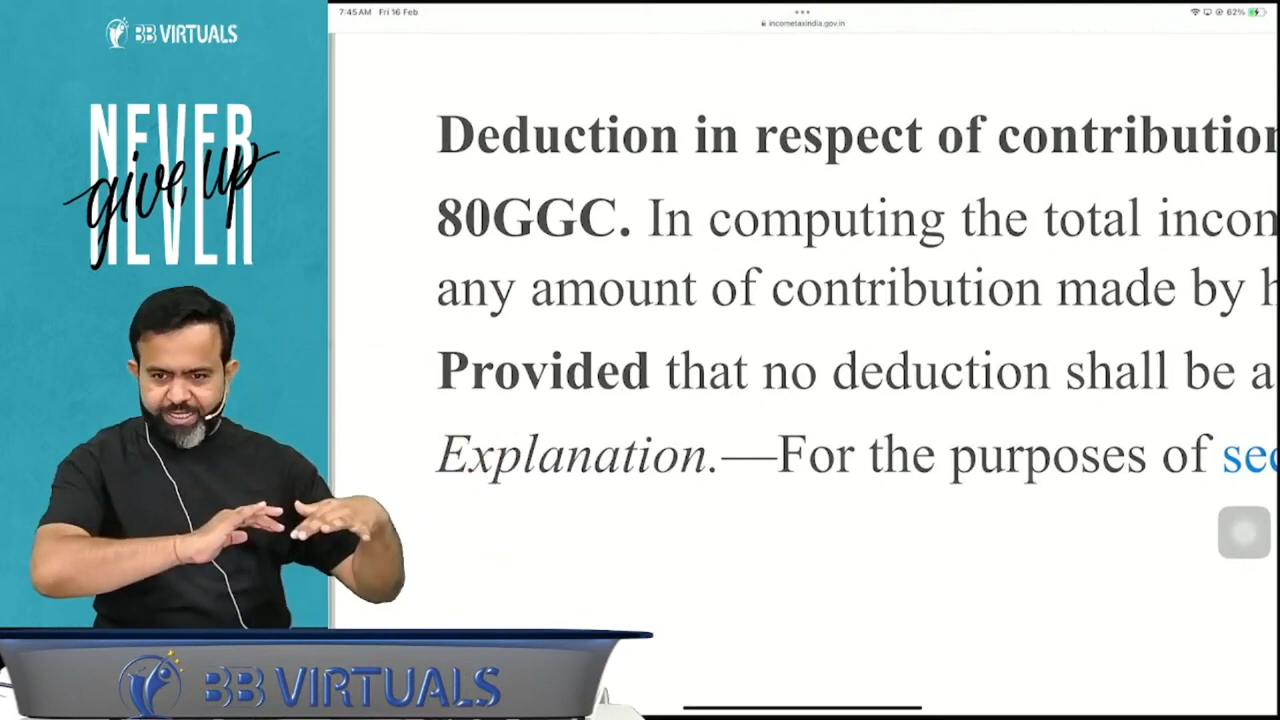 BB VIRTUALS
NEVER
give up
NEVER
7:45 AM Fri 16 Feb
incometaxindia.gov.in
62%
Deduction in respect of contribution
80GGC. In computing the total incom
any amount of contribution made by h
Provided that no deduction shall be a
Explanation.—For the purposes of sec
BB VIRTUALS